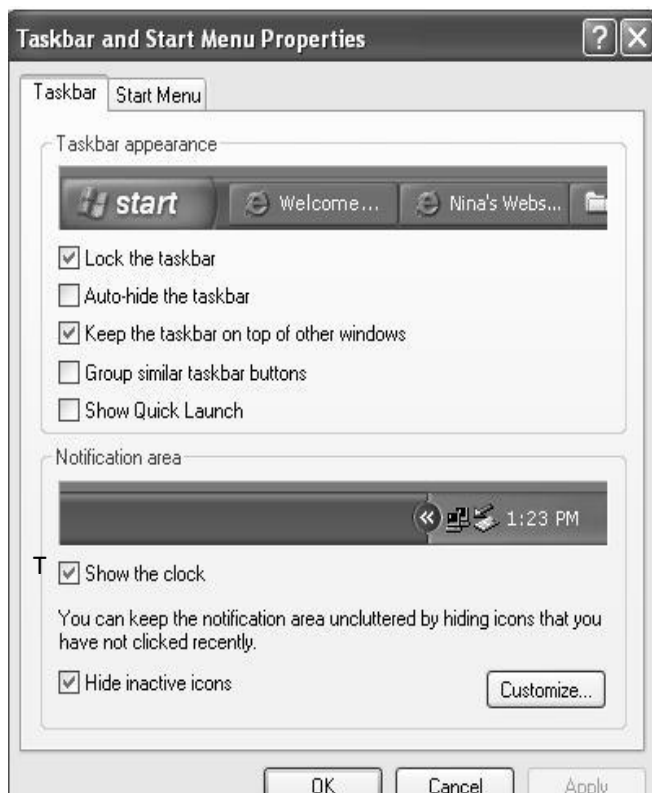 Taskbar and Start Menu Properties
Taskbar Start Menu
Taskbar appearance
start Welcome... Nina's Webs...
Lock the taskbar
Auto-hide the taskbar
Keep the taskbar on top of other windows
Group similar taskbar buttons
Show Quick Launch
Notification area
1:23 PM
T Show the clock
You can keep the notification area uncluttered by hiding icons that you
have not clicked recently.
Hide inactive icons Customize...
OK Cancel Apply